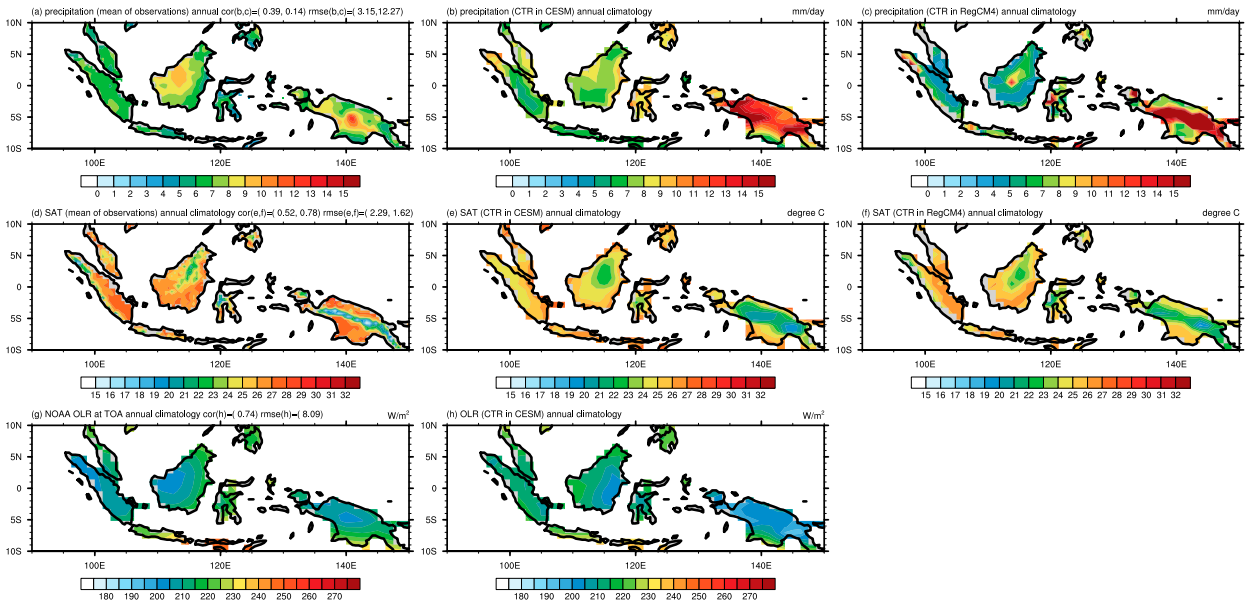 (a) precipitation (mean of observations) annual cor(b,c)=( 0.39, 0.14) rmse(b,c)=( 3.15,12.27)
(b) precipitation (CTR in CESM) annual climatology mm/day
(c) precipitation (CTR in RegCM4) annual climatology mm/day
10N 10N 10N
5N 5N 5N
0 0 0
5S 5S 5S
10S 10S 10S
100E 120E 140E 100E 120E 140E 100E 120E 140E
0 1 2 3 4 5 6 7 8 9 10 11 12 13 14 15
0 1 2 3 4 5 6 7 8 9 10 11 12 13 14 15
0 1 2 3 4 5 6 7 8 9 10 11 12 13 14 15
(d) SAT (mean of observations) annual climatology cor(e,f)=( 0.52, 0.78) rmse(e,f)=( 2.29, 1.62)
(e) SAT (CTR in CESM) annual climatology degree C
(f) SAT (CTR in RegCM4) annual climatology degree C
10N 10N 10N
5N 5N 5N
0 0 0
5S 5S 5S
10S 10S 10S
100E 120E 140E 100E 120E 140E 100E 120E 140E
15 16 17 18 19 20 21 22 23 24 25 26 27 28 29 30 31 32
15 16 17 18 19 20 21 22 23 24 25 26 27 28 29 30 31 32
15 16 17 18 19 20 21 22 23 24 25 26 27 28 29 30 31 32
(g) NOAA OLR at TOA annual climatology cor(h)=( 0.74) rmse(h)=( 8.09) W/m²
(h) OLR (CTR in CESM) annual climatology W/m²
10N 10N
5N 5N
0 0
5S 5S
10S 10S
100E 120E 140E 100E 120E 140E
180 190 200 210 220 230 240 250 260 270
180 190 200 210 220 230 240 250 260 270